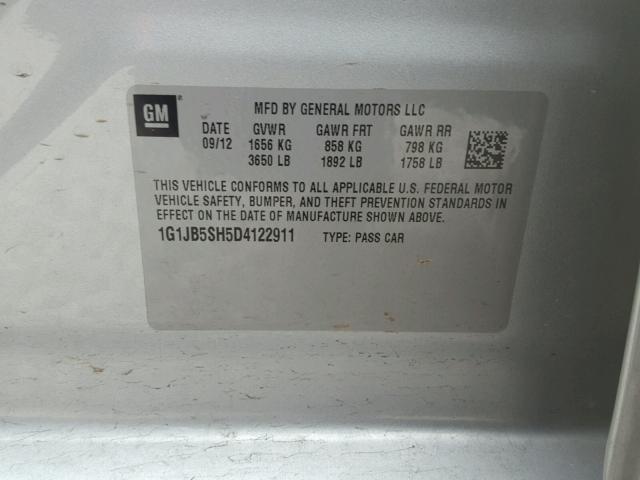 GM
MFD BY GENERAL MOTORS LLC
DATE GVWR GAWR FRT GAWR RR
09/12 1656 KG 858 KG 798 KG
3650 LB 1892 LB 1758 LB
THIS VEHICLE CONFORMS TO ALL APPLICABLE U.S. FEDERAL MOTOR
VEHICLE SAFETY, BUMPER, AND THEFT PREVENTION STANDARDS IN
EFFECT ON THE DATE OF MANUFACTURE SHOWN ABOVE.
1G1JB5SH5D4122911 TYPE: PASS CAR